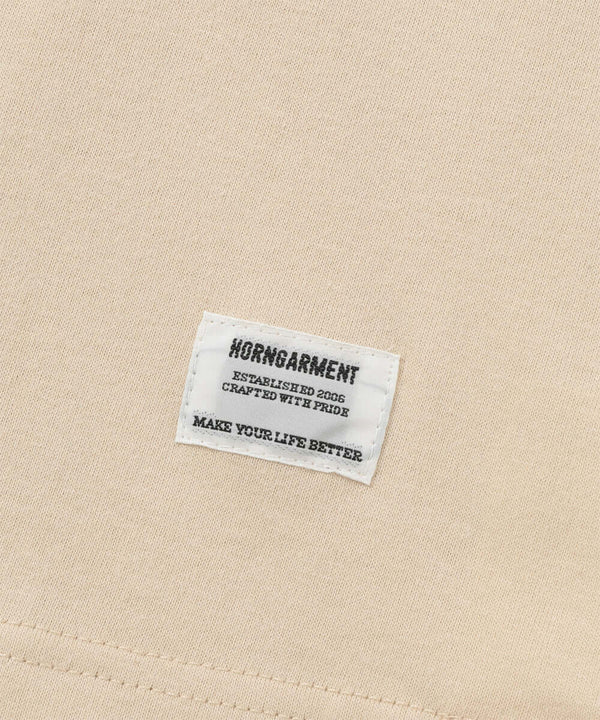 HORNGARMENT
ESTABLISHED 2006
CRAFTED WITH PRIDE
MAKE YOUR LIFE BETTER